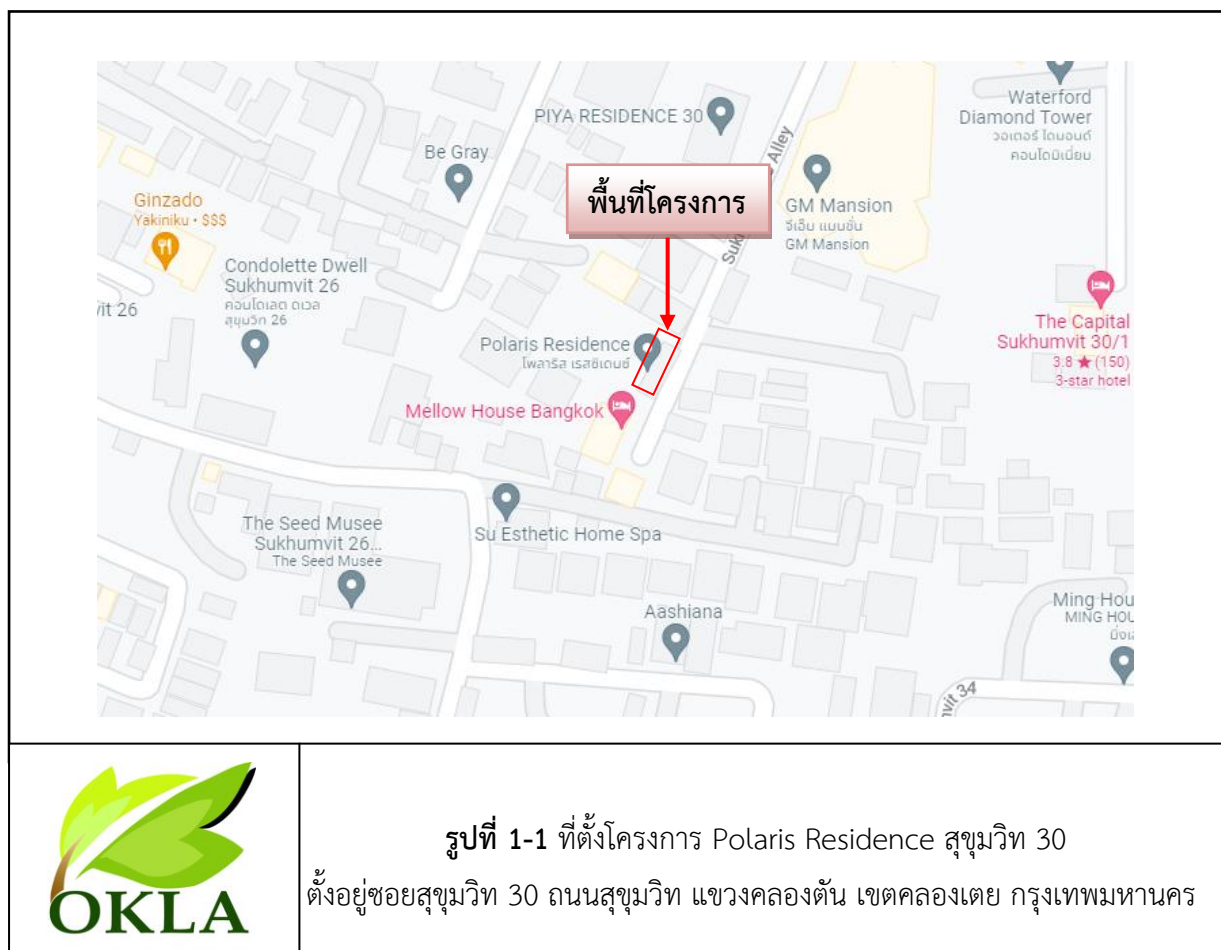 Waterford
Diamond Tower
วอเตอร์ ไดมอนด์
คอนโดมิเนี่ยม
PIYA RESIDENCE 30
Alley
Be Gray
พื้นที่โครงการ
Ginzado
Yakiniku • $$$
GM Mansion
จีเอ็ม แมนชั่น
GM Mansion
Condolette Dwell
Sukhumvit 26
คอนโดเลต ดเวล
สุขุมวิท 26
vit 26
The Capital
Sukhumvit 30/1
3.8 ★ (150)
3-star hotel
Polaris Residence
โพลาริส เรสซิเดนซ์
Mellow House Bangkok
The Seed Musee
Sukhumvit 26...
The Seed Musee
Su Esthetic Home Spa
Aashiana
Ming Hou
MING HOU
vit 34
OKLA
รูปที่ 1-1 ที่ตั้งโครงการ Polaris Residence สุขุมวิท 30
ตั้งอยู่ซอยสุขุมวิท 30 ถนนสุขุมวิท แขวงคลองตัน เขตคลองเตย กรุงเทพมหานคร